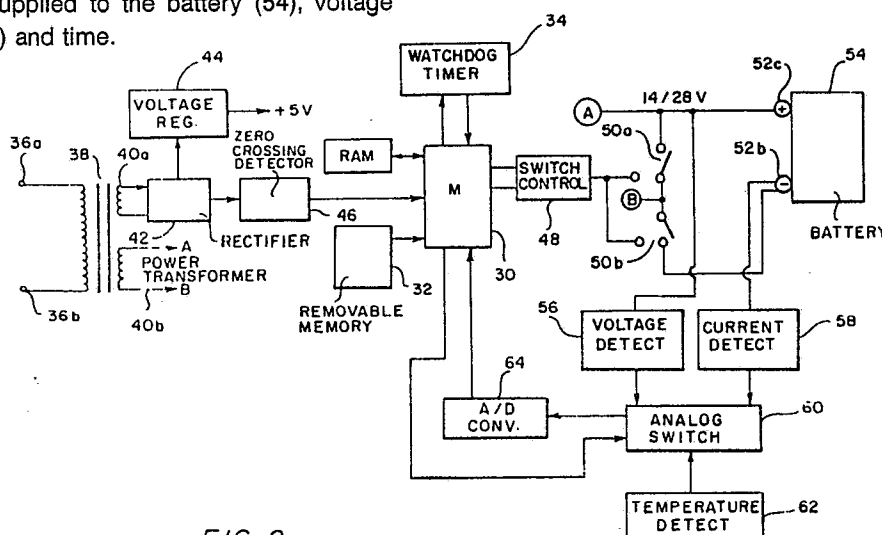 upplied to the battery (54), voltage
) and time.
34
WATCHDOG
TIMER
44
VOLTAGE
REG.
+5V
52c
54
14/28 V
A
+
36a
38
40a
ZERO
CROSSING
DETECTOR
RAM
M
SWITCH
CONTROL
50a
52b
B
−
42
RECTIFIER
46
48
30
50b
BATTERY
A
POWER
TRANSFORMER
B
36b
40b
32
REMOVABLE
MEMORY
56
VOLTAGE
DETECT
CURRENT
DETECT
58
64
A/D
CONV.
ANALOG
SWITCH
60
TEMPERATURE
DETECT
62